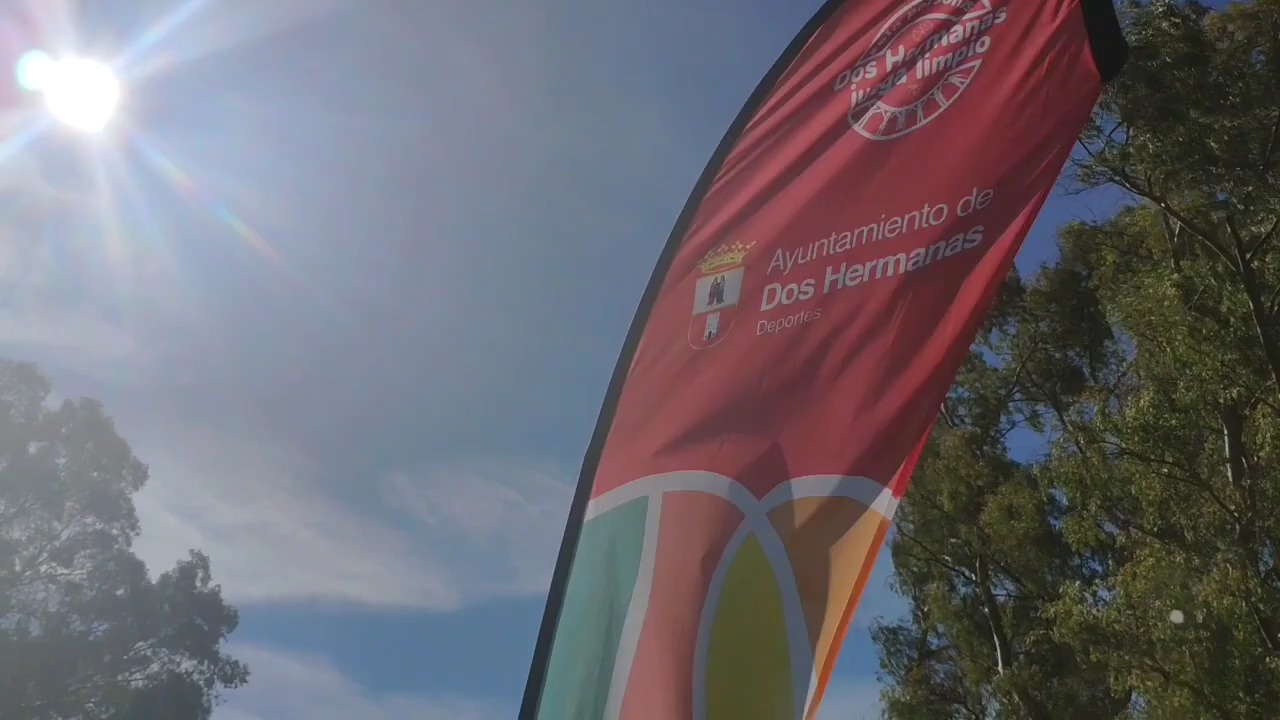 Dos Hermanas
juega limpio
Ayuntamiento de
Dos Hermanas
Deportes